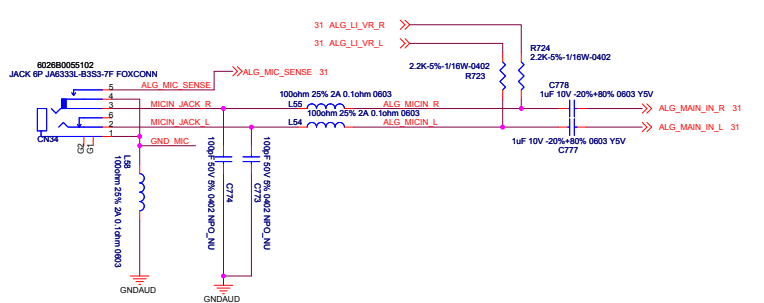 31 ALG_LI_VR_R
31 ALG_LI_VR_L
R724
2.2K-5%-1/16W-0402
2.2K-5%-1/16W-0402
R723
6026B0055102
JACK 6P JA6333L-B3S3-7F FOXCONN
ALG_MIC_SENSE
ALG_MIC_SENSE 31
5
4
3
6
2
1
MICIN_JACK_R
MICIN_JACK_L
GND_MIC
CN34
G2
G1
100ohm 25% 2A 0.1ohm 0603
L55
100ohm 25% 2A 0.1ohm 0603
L54
ALG_MICIN_R
ALG_MICIN_L
C778
1uF 10V -20%+80% 0603 Y5V
ALG_MAIN_IN_R 31
ALG_MAIN_IN_L 31
1uF 10V -20%+80% 0603 Y5V
C777
L58
100ohm 25% 2A 0.1ohm 0603
100pF 50V 5% 0402 NPO_NU
C774
100pF 50V 5% 0402 NPO_NU
C773
GNDAUD
GNDAUD